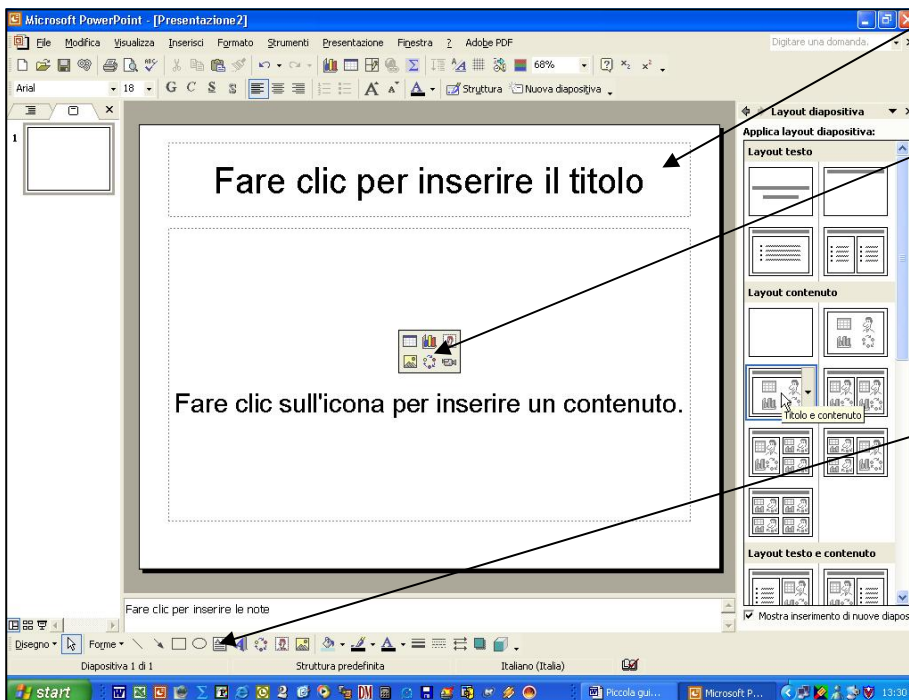 Microsoft PowerPoint - [Presentazione2]
File Modifica Visualizza Inserisci Formato Strumenti Presentazione Finestra ? Adobe PDF
Digitare una domanda.
68%
Arial
18
G C S S
Struttura
Nuova diapositiva
Layout diapositiva
Applica layout diapositiva:
Layout testo
1
Fare clic per inserire il titolo
Layout contenuto
Fare clic sull'icona per inserire un contenuto.
Titolo e contenuto
Layout testo e contenuto
Fare clic per inserire le note
Mostra inserimento di nuove diapos
Disegno Forme
Diapositiva 1 di 1
Struttura predefinita
Italiano (Italia)
start
Piccola gui...
Microsoft P...
13:30